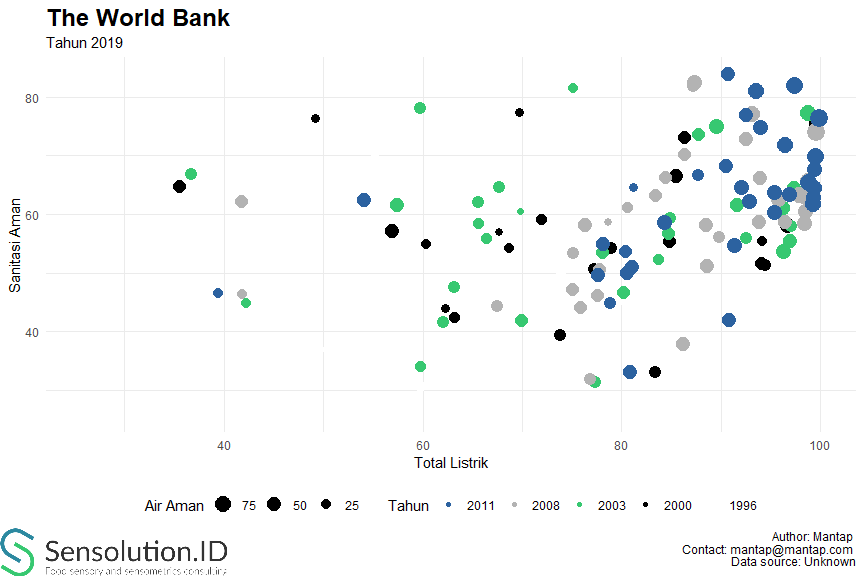 The World Bank
Tahun 2019
80
60
40
Sanitasi Aman
40 60 80 100
Total Listrik
Air Aman 75 50 25 Tahun 2011 2008 2003 2000 1996
Sensolution.ID
Food sensory and sensometrics consulting
Author: Mantap
Contact: mantap@mantap.com
Data source: Unknown